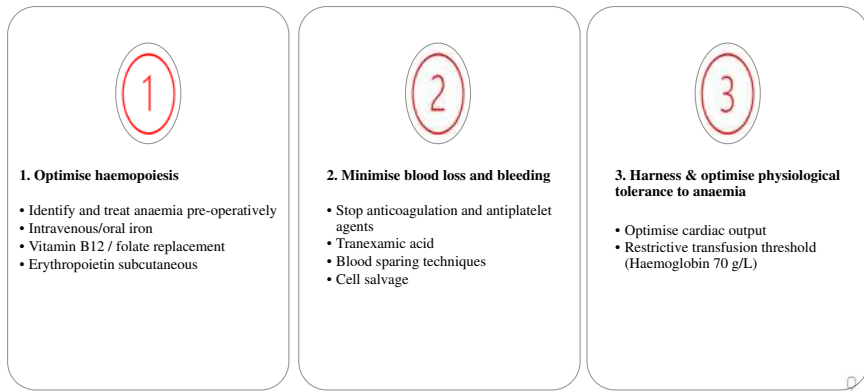 1
1. Optimise haemopoiesis
• Identify and treat anaemia pre-operatively
• Intravenous/oral iron
• Vitamin B12 / folate replacement
• Erythropoietin subcutaneous
2
2. Minimise blood loss and bleeding
• Stop anticoagulation and antiplatelet
agents
• Tranexamic acid
• Blood sparing techniques
• Cell salvage
3
3. Harness & optimise physiological
tolerance to anaemia
• Optimise cardiac output
• Restrictive transfusion threshold
(Haemoglobin 70 g/L)